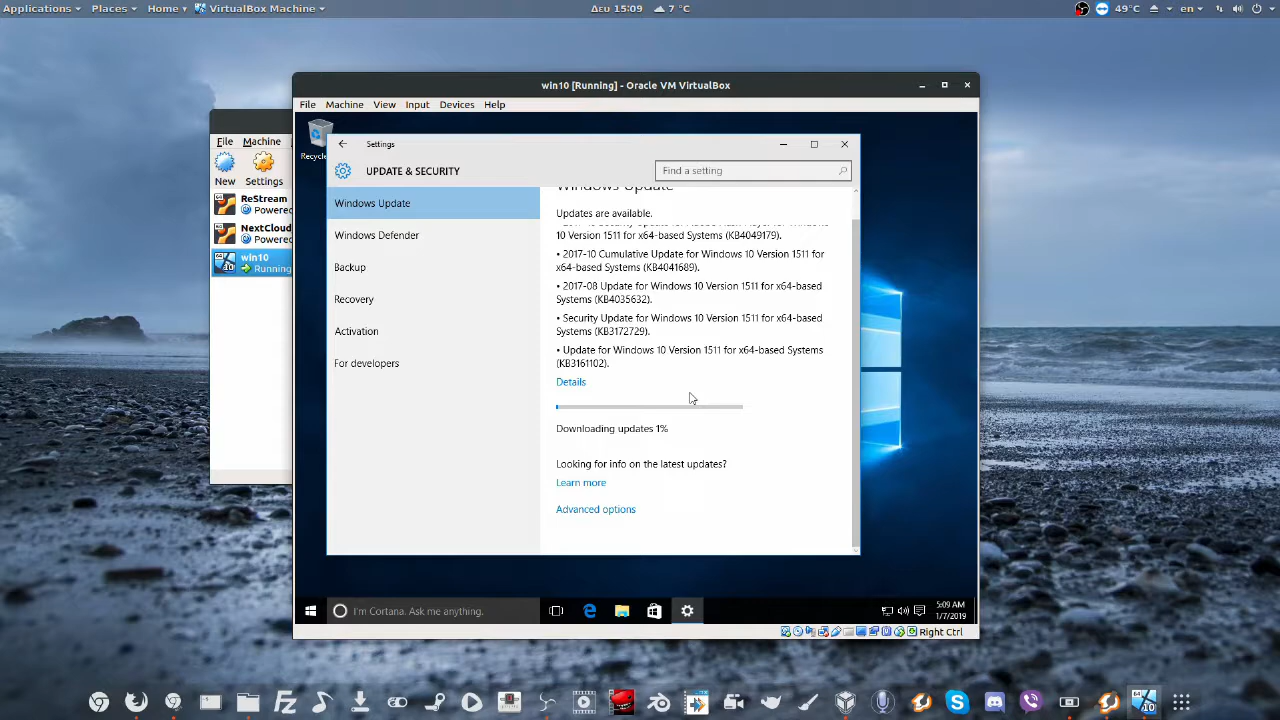 Applications Places Home VirtualBox Machine Δευ 15:09 7 °C 49°C en
win10 [Running] - Oracle VM VirtualBox
File Machine View Input Devices Help
File Machine
New Settings
ReStream
Powered
NextCloud
Powered
win10
Running
Recycle
Settings
UPDATE & SECURITY
Find a setting
Windows Update
Windows Defender
Backup
Recovery
Activation
For developers
Windows Update
Updates are available.
10 Version 1511 for x64-based Systems (KB4049179).
• 2017-10 Cumulative Update for Windows 10 Version 1511 for
x64-based Systems (KB4041689).
• 2017-08 Update for Windows 10 Version 1511 for x64-based
Systems (KB4035632).
• Security Update for Windows 10 Version 1511 for x64-based
Systems (KB3172729).
• Update for Windows 10 Version 1511 for x64-based Systems
(KB3161102).
Details
Downloading updates 1%
Looking for info on the latest updates?
Learn more
Advanced options
I'm Cortana. Ask me anything.
5:09 AM
1/7/2019
Right Ctrl